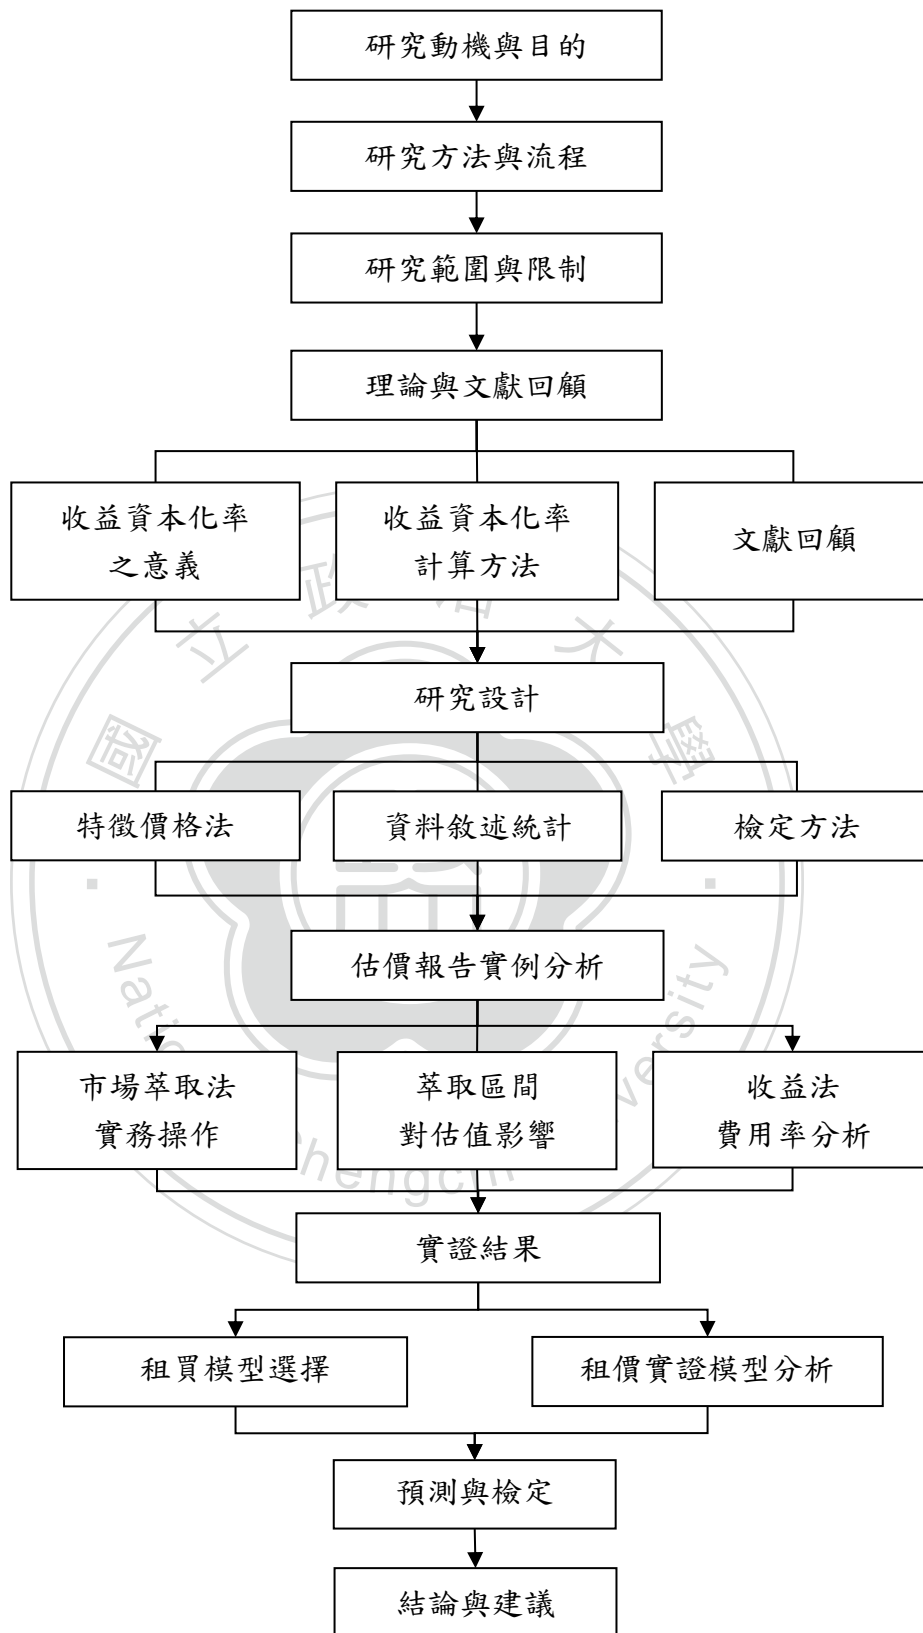 研究動機與目的
研究方法與流程
研究範圍與限制
理論與文獻回顧
收益資本化率
之意義
收益資本化率
計算方法
文獻回顧
研究設計
特徵價格法
資料敘述統計
檢定方法
估價報告實例分析
市場萃取法
實務操作
萃取區間
對估值影響
收益法
費用率分析
實證結果
租買模型選擇
租價實證模型分析
預測與檢定
結論與建議
國立政治大學